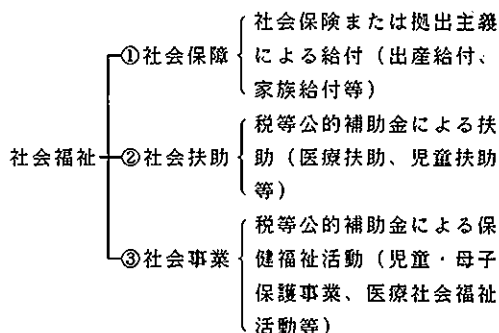 社会福祉
①社会保障
社会保険または拠出主義
による給付（出産給付、
家族給付等）
②社会扶助
税等公的補助金による扶
助（医療扶助、児童扶助
等）
③社会事業
税等公的補助金による保
健福祉活動（児童・母子
保護事業、医療社会福祉
活動等）